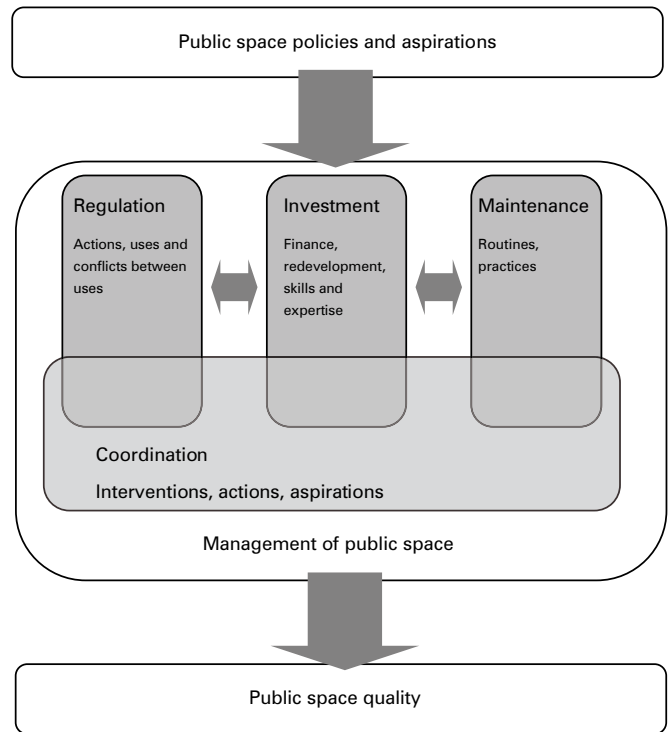 Public space policies and aspirations
Regulation
Actions, uses and
conflicts between
uses
Investment
Finance,
redevelopment,
skills and
expertise
Maintenance
Routines,
practices
Coordination
Interventions, actions, aspirations
Management of public space
Public space quality